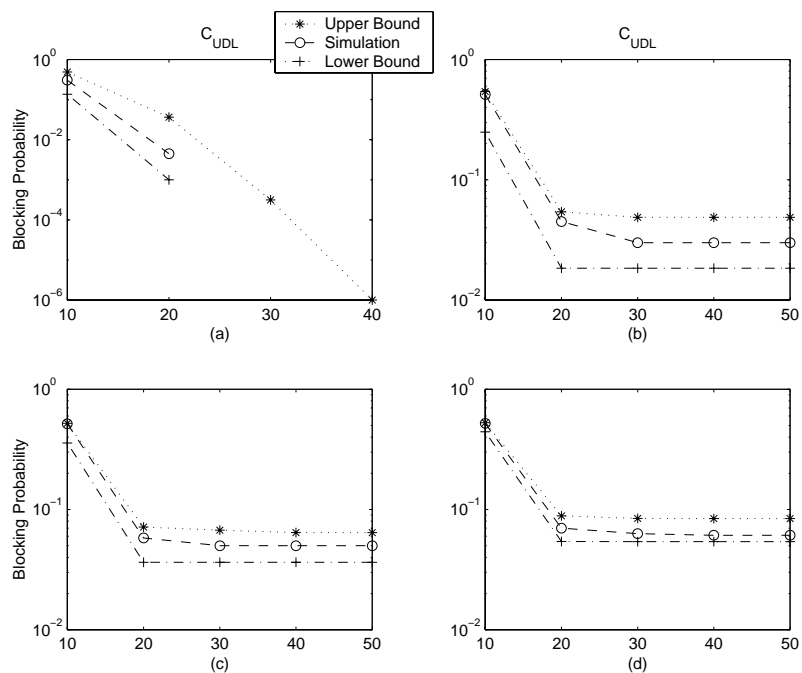 C_UDL
Upper Bound
Simulation
Lower Bound
C_UDL
Blocking Probability
10^0
10^-2
10^-4
10^-6
10 20 30 40
(a)
10^0
10^-1
10^-2
10 20 30 40 50
(b)
Blocking Probability
10^0
10^-1
10^-2
10 20 30 40 50
(c)
10^0
10^-1
10^-2
10 20 30 40 50
(d)